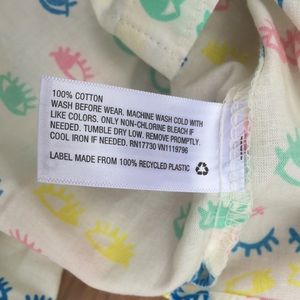 100% COTTON
WASH BEFORE WEAR. MACHINE WASH COLD WITH
LIKE COLORS. ONLY NON-CHLORINE BLEACH IF
NEEDED. TUMBLE DRY LOW. REMOVE PROMPTLY.
COOL IRON IF NEEDED. RN17730 VN1119796
LABEL MADE FROM 100% RECYCLED PLASTIC